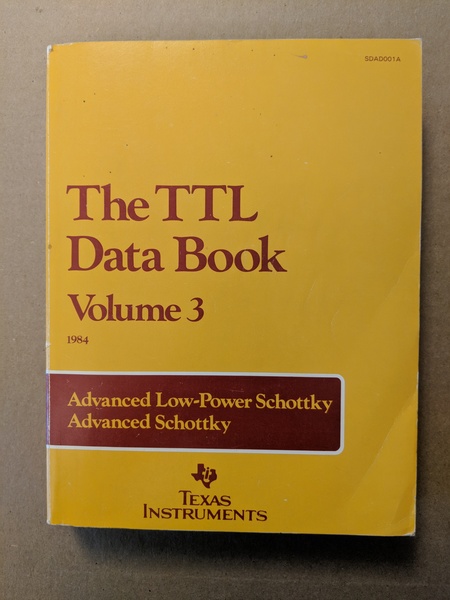 SDAD001A
The TTL
Data Book
Volume 3
1984
Advanced Low-Power Schottky
Advanced Schottky
TEXAS
INSTRUMENTS